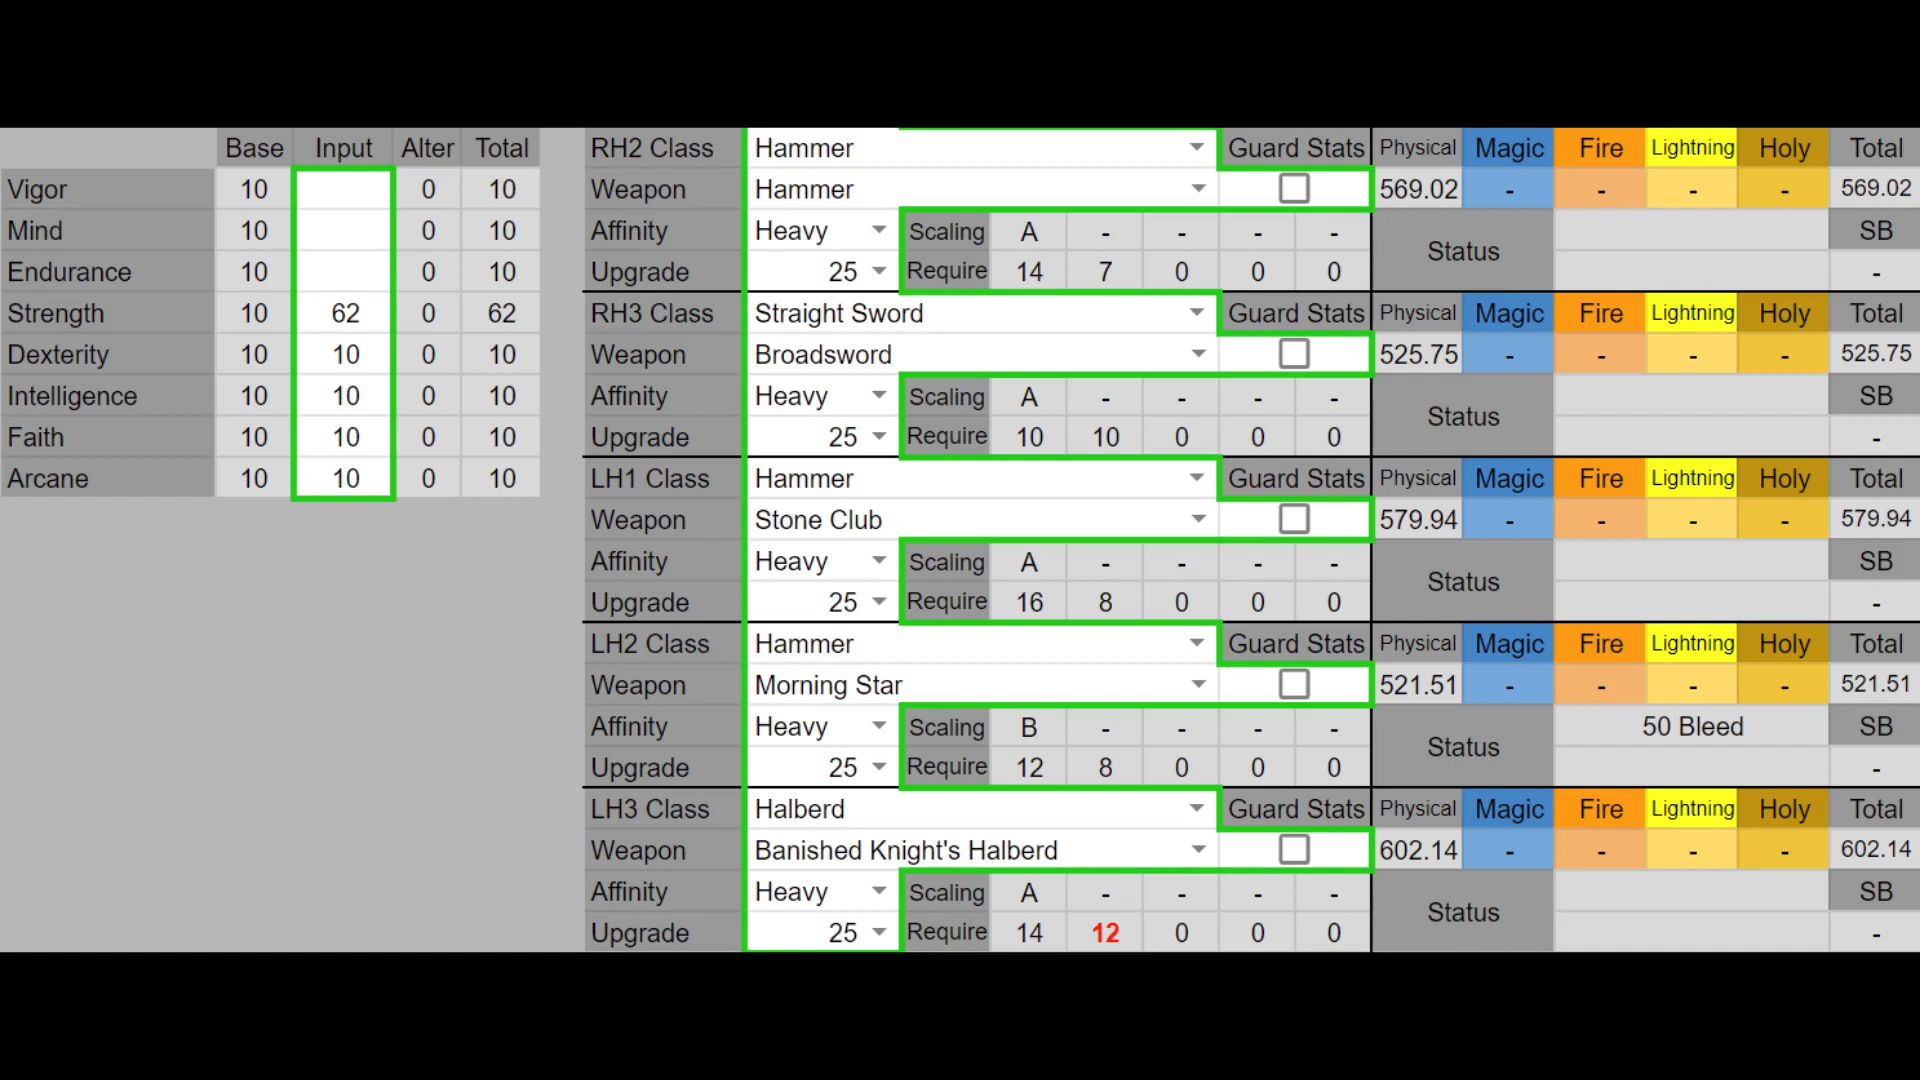 Base Input Alter Total
Vigor 10 0 10
Mind 10 0 10
Endurance 10 0 10
Strength 10 62 0 62
Dexterity 10 10 0 10
Intelligence 10 10 0 10
Faith 10 10 0 10
Arcane 10 10 0 10
RH2 Class Hammer Guard Stats Physical Magic Fire Lightning Holy Total
Weapon Hammer 569.02 - - - - 569.02
Affinity Heavy Scaling A - - - - Status SB
Upgrade 25 Require 14 7 0 0 0 -
RH3 Class Straight Sword Guard Stats Physical Magic Fire Lightning Holy Total
Weapon Broadsword 525.75 - - - - 525.75
Affinity Heavy Scaling A - - - - Status SB
Upgrade 25 Require 10 10 0 0 0 -
LH1 Class Hammer Guard Stats Physical Magic Fire Lightning Holy Total
Weapon Stone Club 579.94 - - - - 579.94
Affinity Heavy Scaling A - - - - Status SB
Upgrade 25 Require 16 8 0 0 0 -
LH2 Class Hammer Guard Stats Physical Magic Fire Lightning Holy Total
Weapon Morning Star 521.51 - - - - 521.51
Affinity Heavy Scaling B - - - - Status 50 Bleed SB
Upgrade 25 Require 12 8 0 0 0 -
LH3 Class Halberd Guard Stats Physical Magic Fire Lightning Holy Total
Weapon Banished Knight's Halberd 602.14 - - - - 602.14
Affinity Heavy Scaling A - - - - Status SB
Upgrade 25 Require 14 12 0 0 0 -